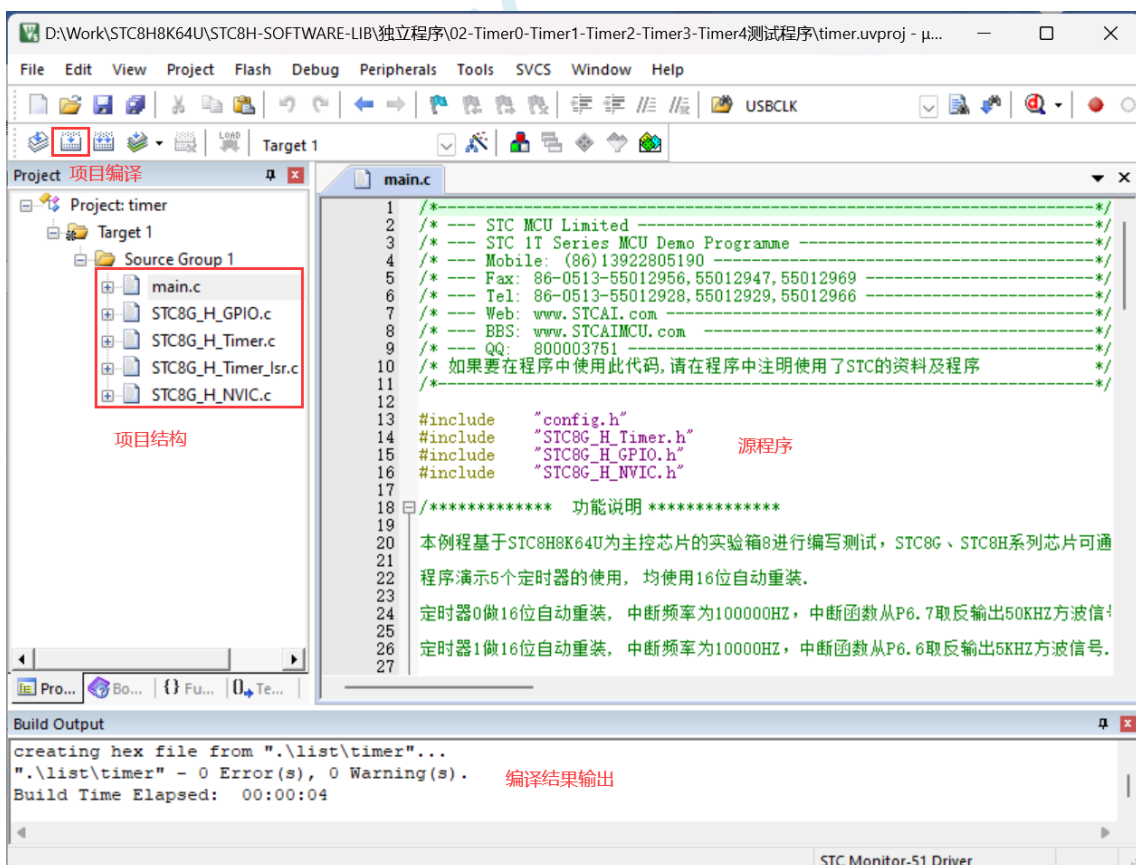 D:\Work\STC8H8K64U\STC8H-SOFTWARE-LIB\独立程序\02-Timer0-Timer1-Timer2-Timer3-Timer4测试程序\timer.uvproj - µ...
File Edit View Project Flash Debug Peripherals Tools SVCS Window Help
USBCLK
LOAD
Target 1
Project 项目编译
main.c
Project: timer
Target 1
Source Group 1
main.c
STC8G_H_GPIO.c
STC8G_H_Timer.c
STC8G_H_Timer_Isr.c
STC8G_H_NVIC.c
项目结构
1 /*---------------------------------------------------------------------*/
2 /* --- STC MCU Limited ------------------------------------------------*/
3 /* --- STC 1T Series MCU Demo Programme -------------------------------*/
4 /* --- Mobile: (86)13922805190 ----------------------------------------*/
5 /* --- Fax: 86-0513-55012956,55012947,55012969 ------------------------*/
6 /* --- Tel: 86-0513-55012928,55012929,55012966 ------------------------*/
7 /* --- Web: www.STCAI.com ---------------------------------------------*/
8 /* --- BBS: www.STCAIMCU.com -----------------------------------------*/
9 /* --- QQ: 800003751 -------------------------------------------------*/
10 /* 如果要在程序中使用此代码,请在程序中注明使用了STC的资料及程序 */
11 /*---------------------------------------------------------------------*/
12
13 #include "config.h"
14 #include "STC8G_H_Timer.h"
15 #include "STC8G_H_GPIO.h"
16 #include "STC8G_H_NVIC.h"
源程序
17
18 /************* 功能说明 **************
19
20 本例程基于STC8H8K64U为主控芯片的实验箱8进行编写测试，STC8G、STC8H系列芯片可通
21
22 程序演示5个定时器的使用, 均使用16位自动重装.
23
24 定时器0做16位自动重装, 中断频率为100000HZ，中断函数从P6.7取反输出50KHZ方波信号
25
26 定时器1做16位自动重装, 中断频率为10000HZ，中断函数从P6.6取反输出5KHZ方波信号.
27
Pro... Bo... {} Fu... Te...
Build Output
creating hex file from ".\list\timer"...
".\list\timer" - 0 Error(s), 0 Warning(s).
Build Time Elapsed: 00:00:04
编译结果输出
STC Monitor-51 Driver